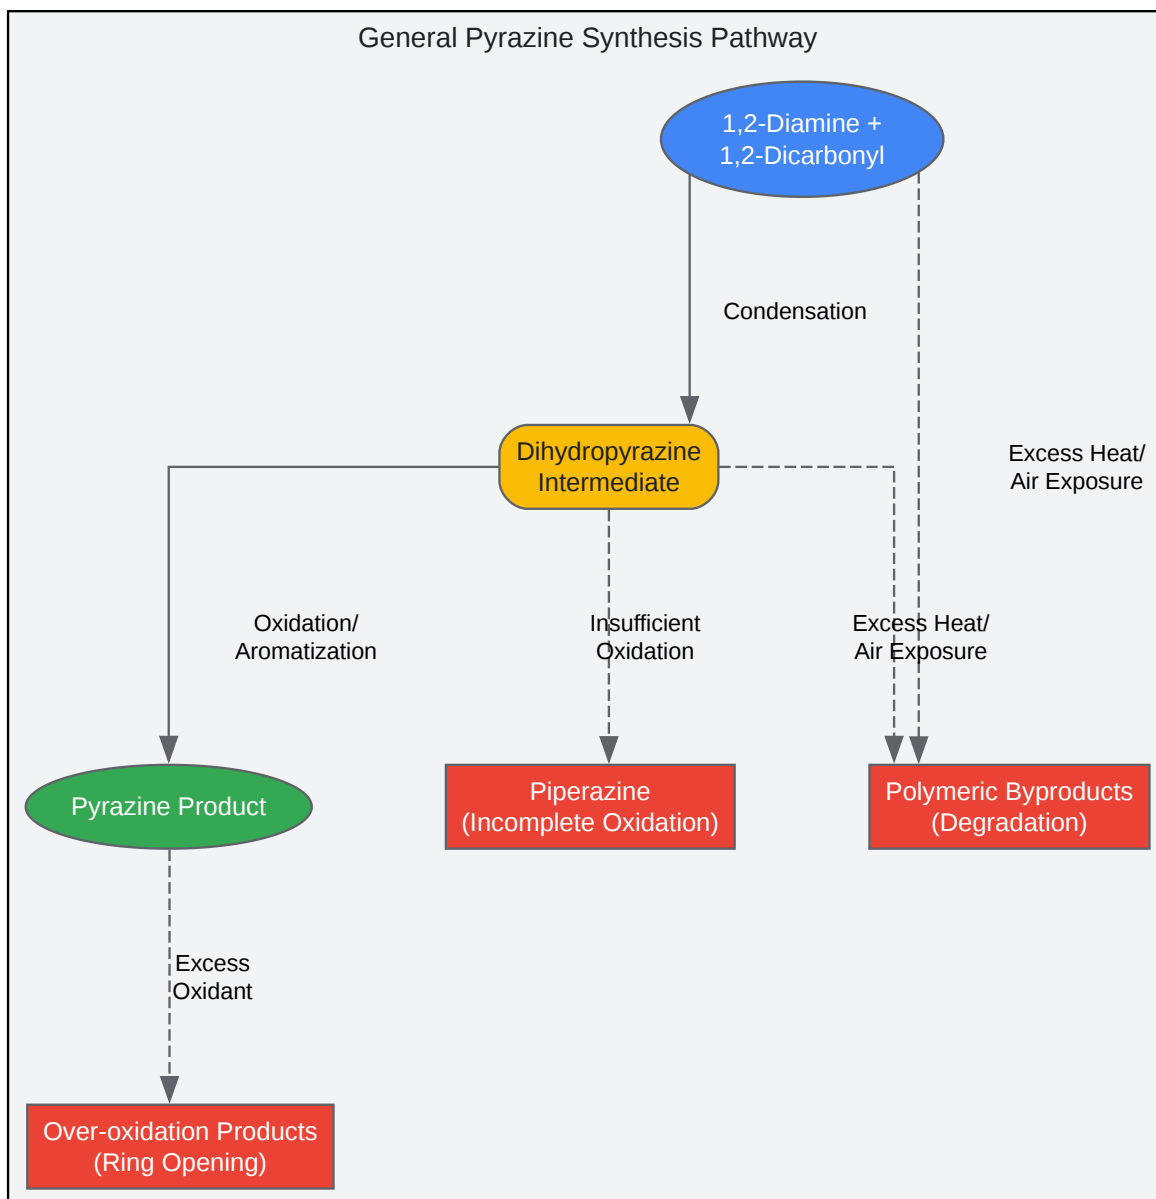 General Pyrazine Synthesis Pathway
1,2-Diamine +
1,2-Dicarbonyl
Condensation
Dihydropyrazine
Intermediate
Excess Heat/
Air Exposure
Oxidation/
Aromatization
Insufficient
Oxidation
Excess Heat/
Air Exposure
Pyrazine Product
Piperazine
(Incomplete Oxidation)
Polymeric Byproducts
(Degradation)
Excess
Oxidant
Over-oxidation Products
(Ring Opening)